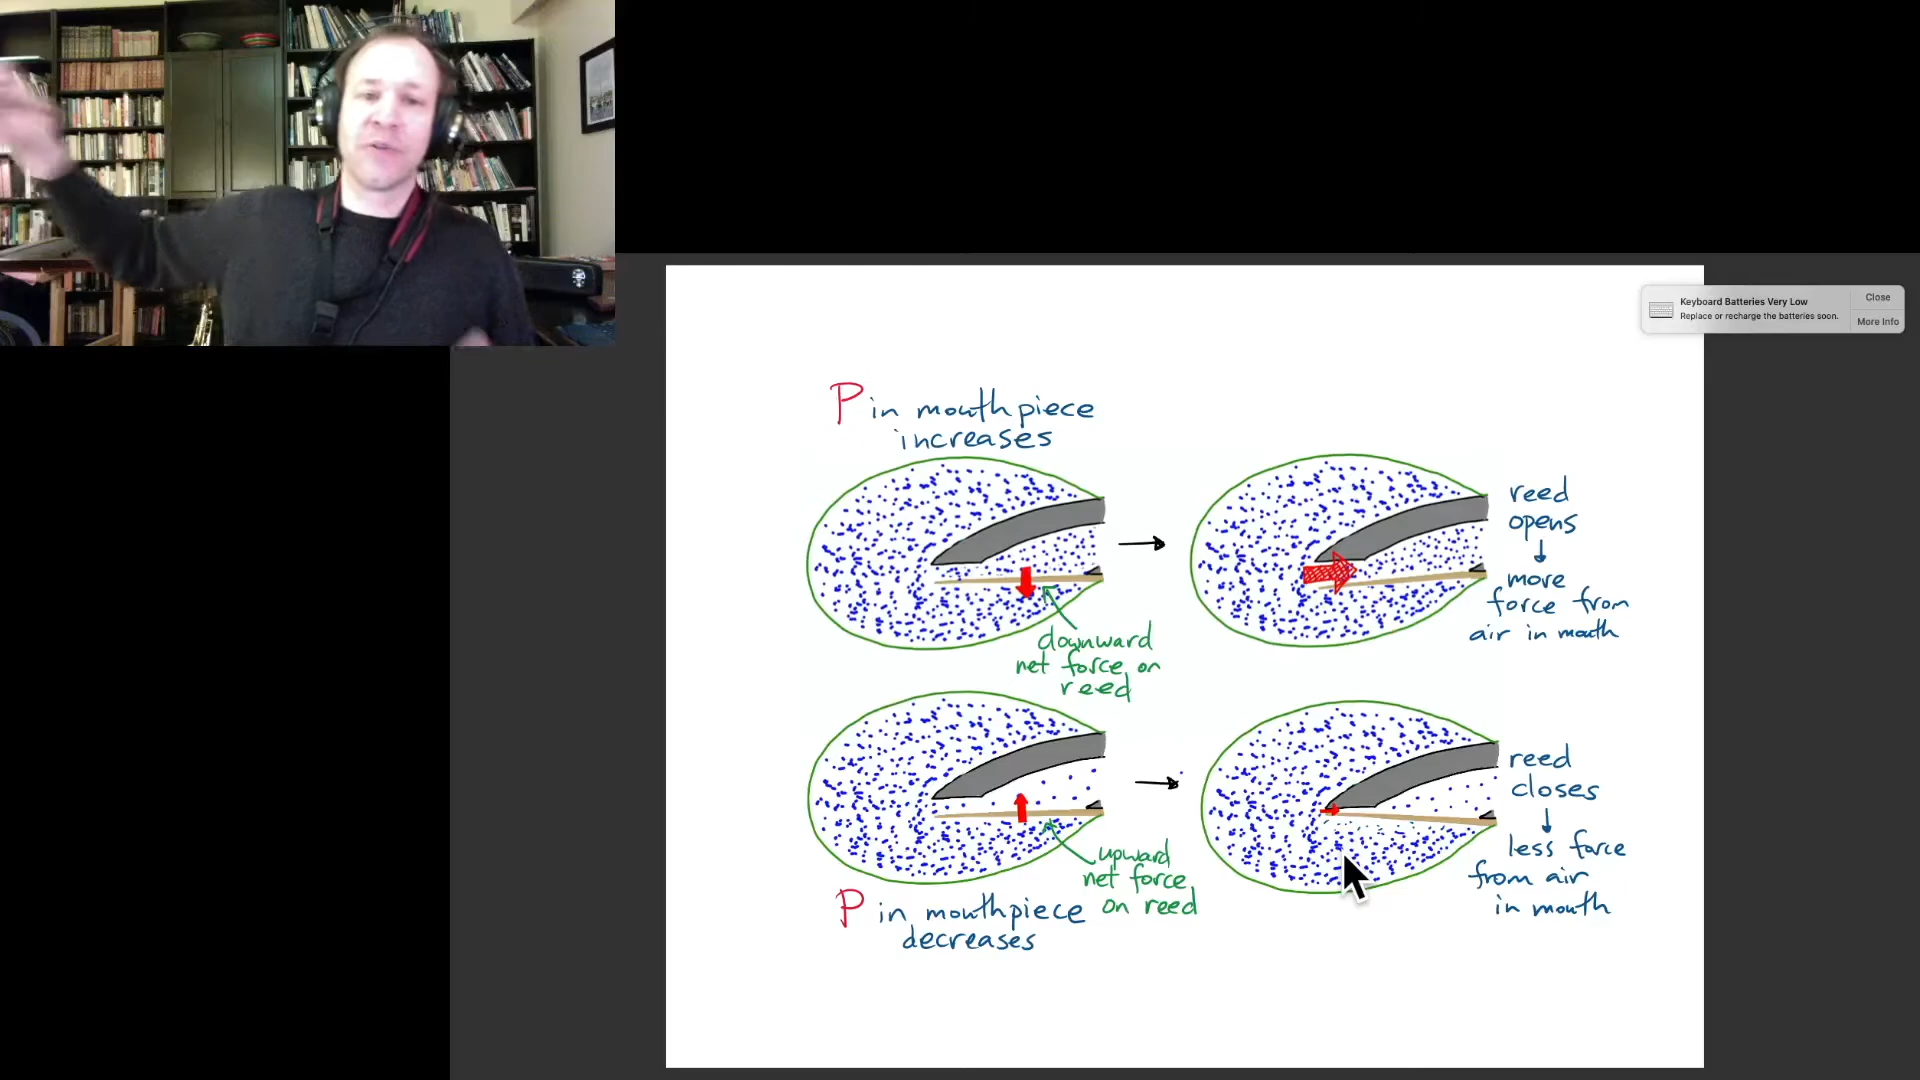 Keyboard Batteries Very Low
Replace or recharge the batteries soon.
Close
More Info
P in mouthpiece
increases
reed
opens
more
force from
air in mouth
downward
net force on
reed
reed
closes
less force
from air
in mouth
upward
net force
on reed
P in mouthpiece
decreases